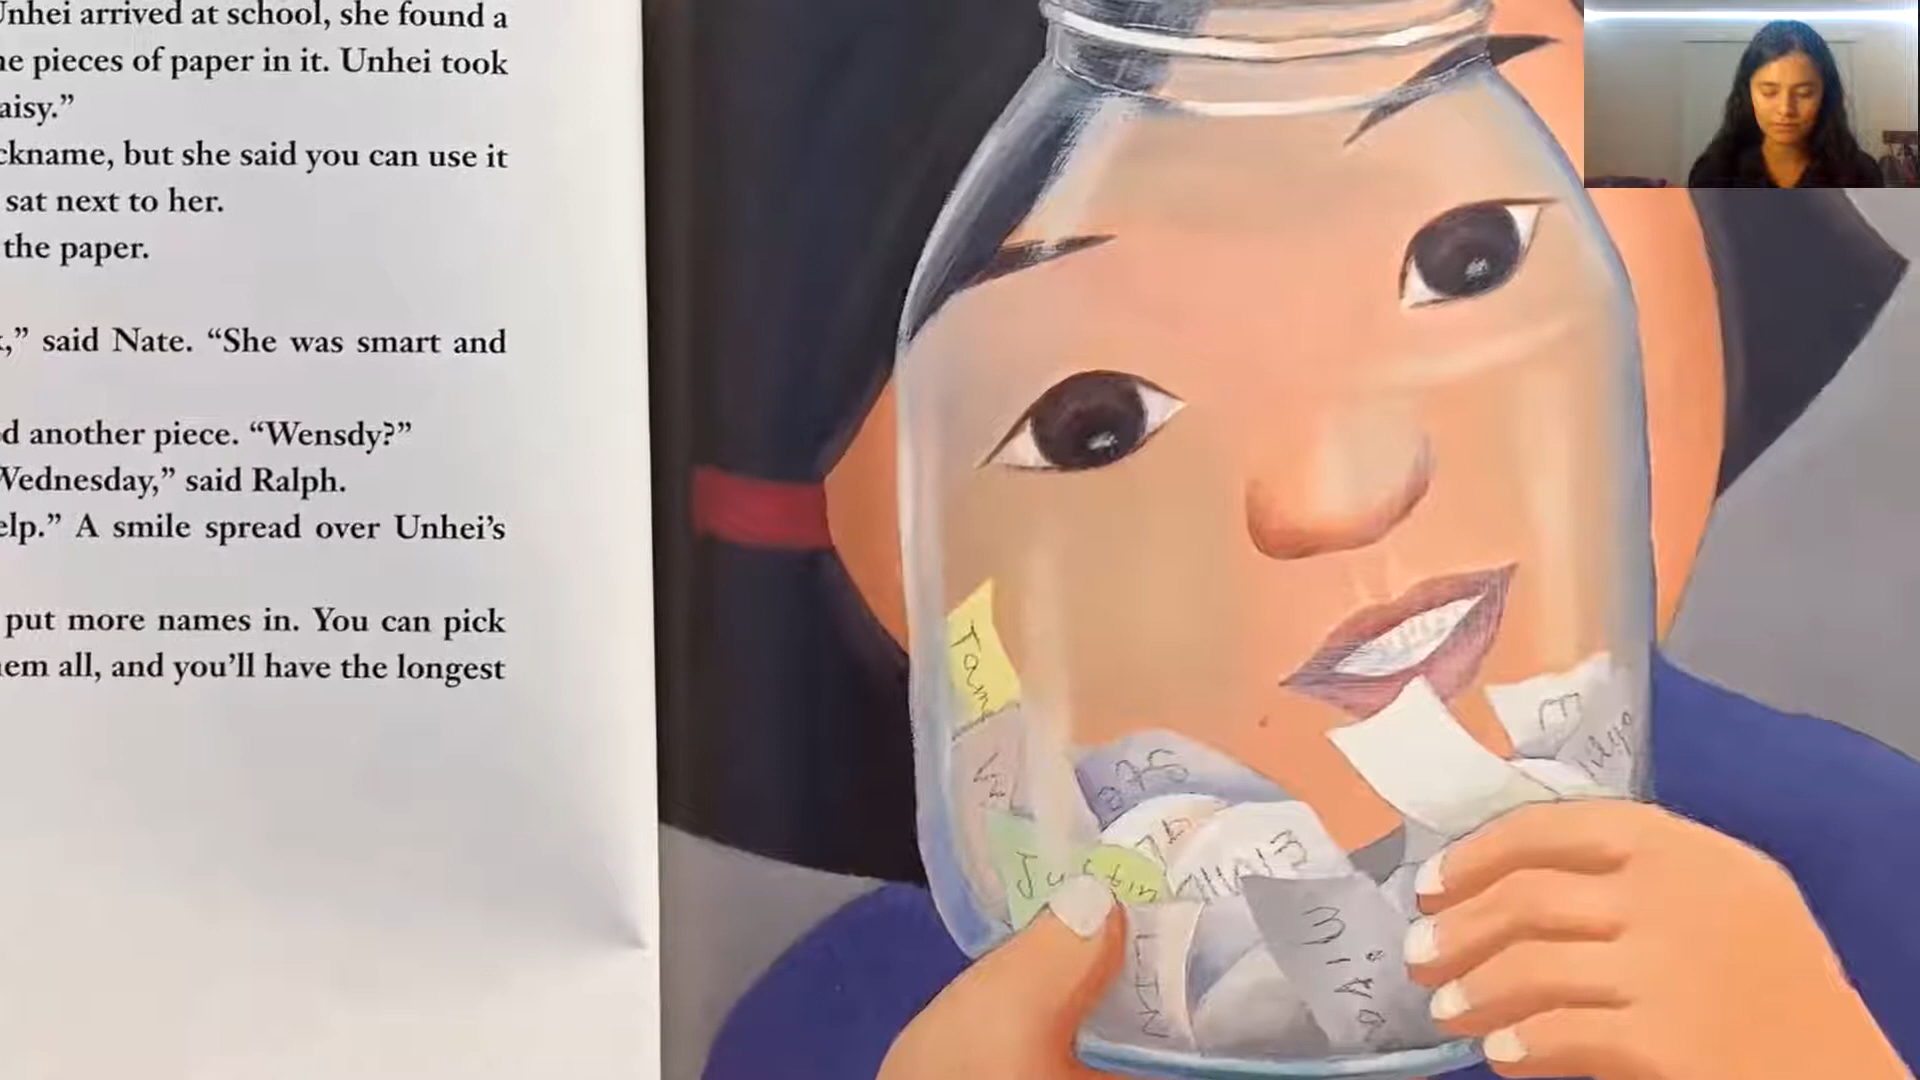 Unhei arrived at school, she found a
pieces of paper in it. Unhei took
aisy.”
ckname, but she said you can use it
sat next to her.
the paper.
,” said Nate. “She was smart and
d another piece. “Wensdy?”
Wednesday,” said Ralph.
elp.” A smile spread over Unhei’s
put more names in. You can pick
em all, and you’ll have the longest
Tam
Justin
LIN